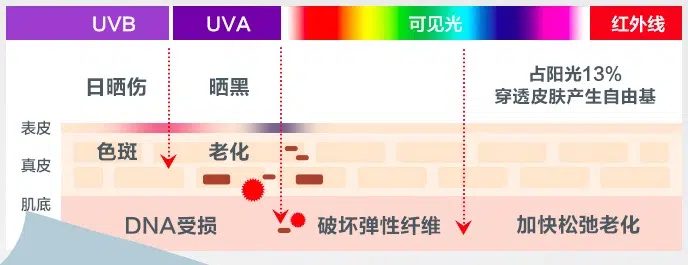 UVB
UVA
可见光
红外线
日晒伤
晒黑
占阳光13%
穿透皮肤产生自由基
表皮
色斑
老化
真皮
肌底
DNA受损
破坏弹性纤维
加快松弛老化